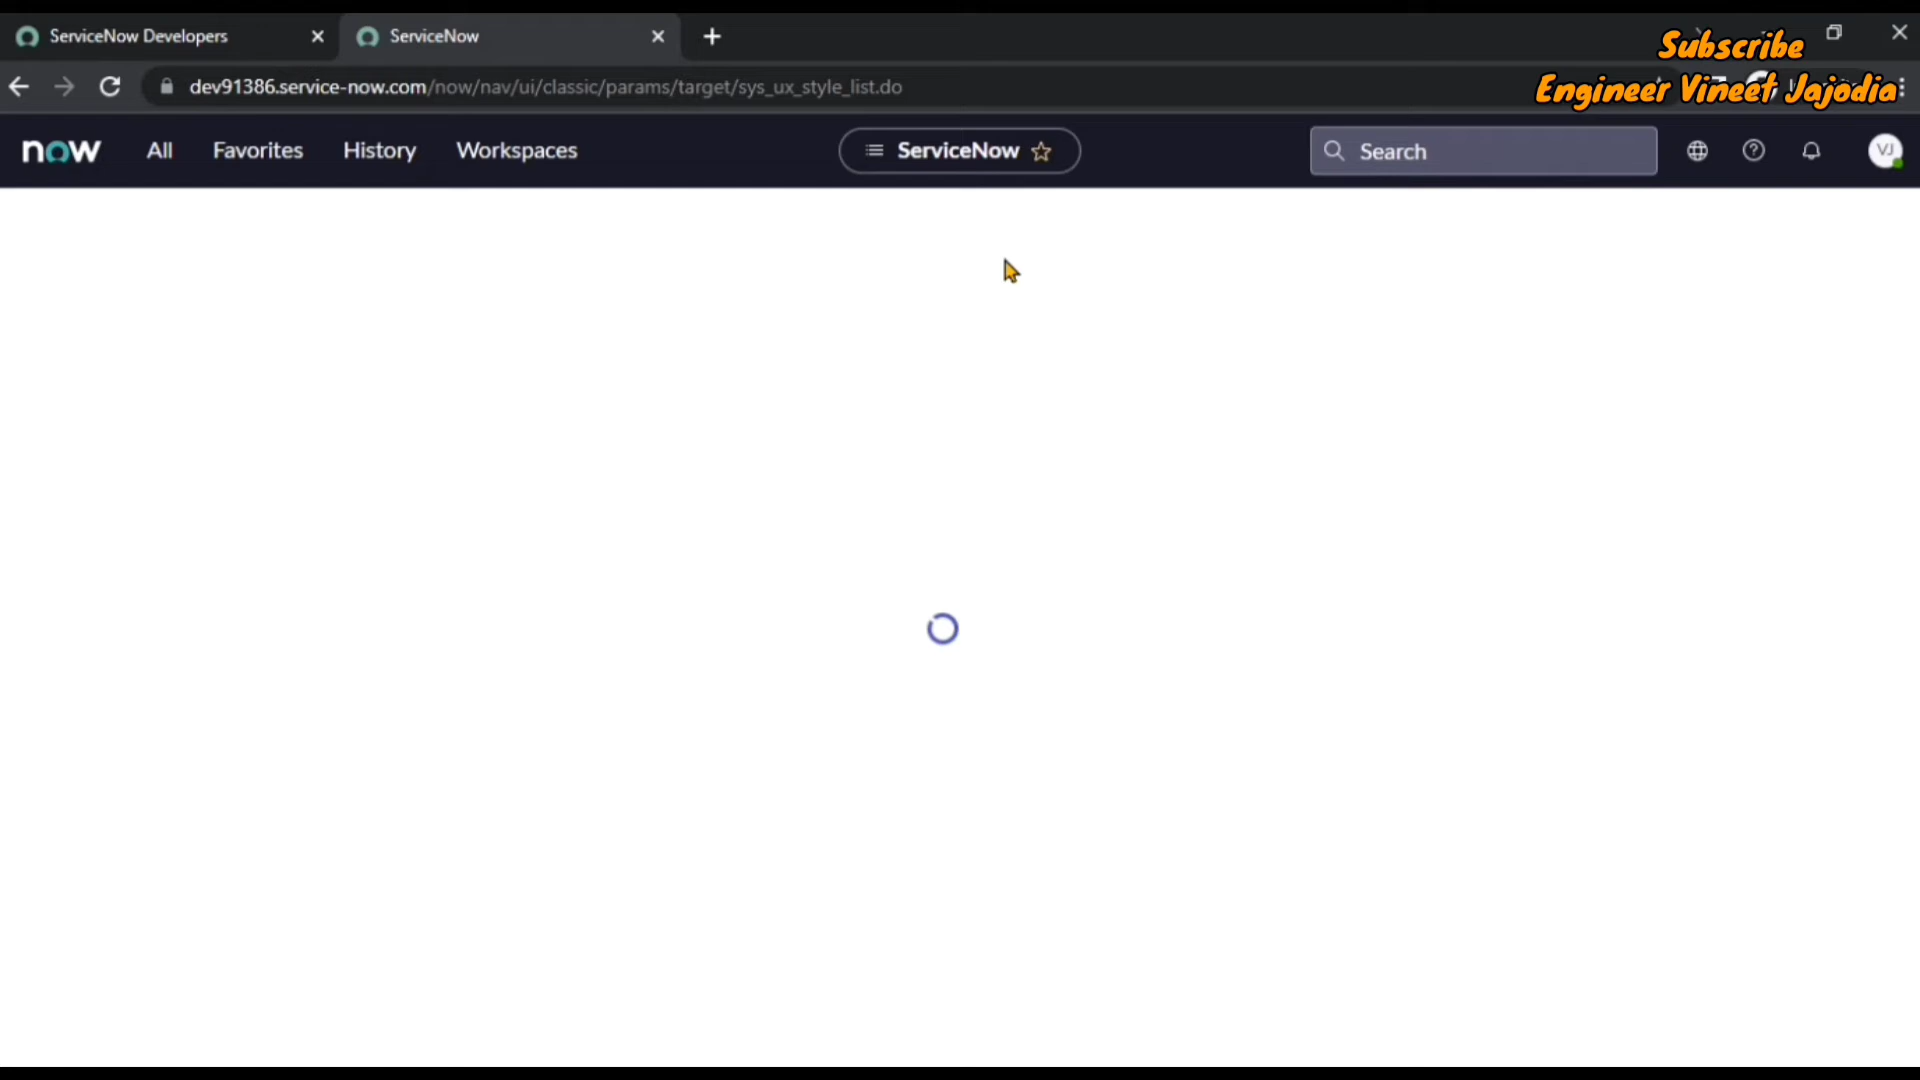 ServiceNow Developers
ServiceNow
Subscribe
dev91386.service-now.com/now/nav/ui/classic/params/target/sys_ux_style_list.do
Engineer Vineet Jajodia
now
All
Favorites
History
Workspaces
ServiceNow
Search
VJ